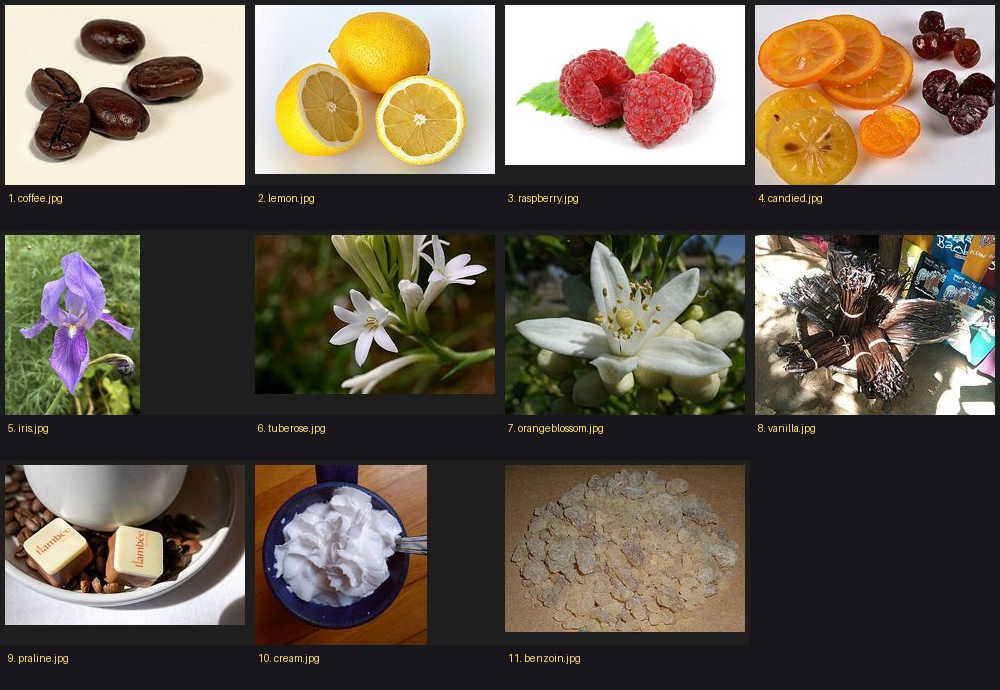 1. coffee.jpg
2. lemon.jpg
3. raspberry.jpg
4. candied.jpg
5. iris.jpg
6. tuberose.jpg
7. orangeblossom.jpg
8. vanilla.jpg
flambée
flambée
9. praline.jpg
10. cream.jpg
11. benzoin.jpg